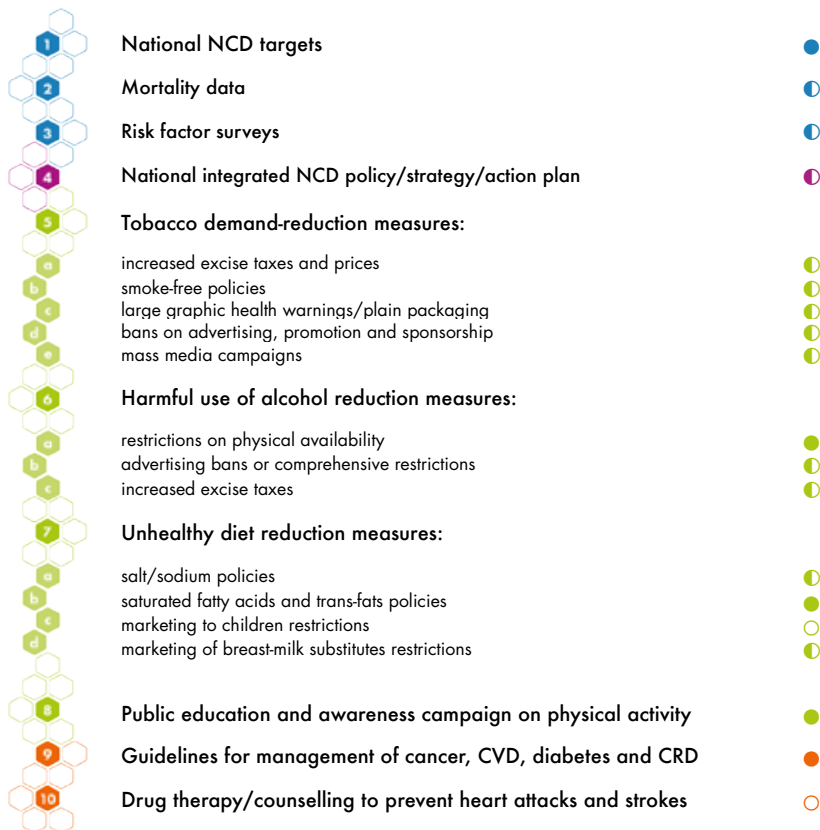 1 National NCD targets
2 Mortality data
3 Risk factor surveys
4 National integrated NCD policy/strategy/action plan
5 Tobacco demand-reduction measures:
a increased excise taxes and prices
b smoke-free policies
c large graphic health warnings/plain packaging
d bans on advertising, promotion and sponsorship
e mass media campaigns
6 Harmful use of alcohol reduction measures:
a restrictions on physical availability
b advertising bans or comprehensive restrictions
c increased excise taxes
7 Unhealthy diet reduction measures:
a salt/sodium policies
b saturated fatty acids and trans-fats policies
c marketing to children restrictions
d marketing of breast-milk substitutes restrictions
8 Public education and awareness campaign on physical activity
9 Guidelines for management of cancer, CVD, diabetes and CRD
10 Drug therapy/counselling to prevent heart attacks and strokes